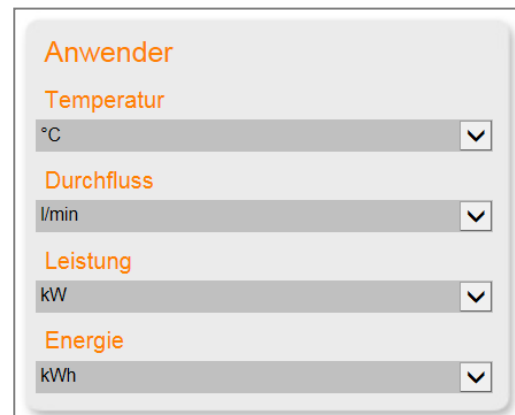 Anwender
Temperatur
°C
Durchfluss
l/min
Leistung
kW
Energie
kWh